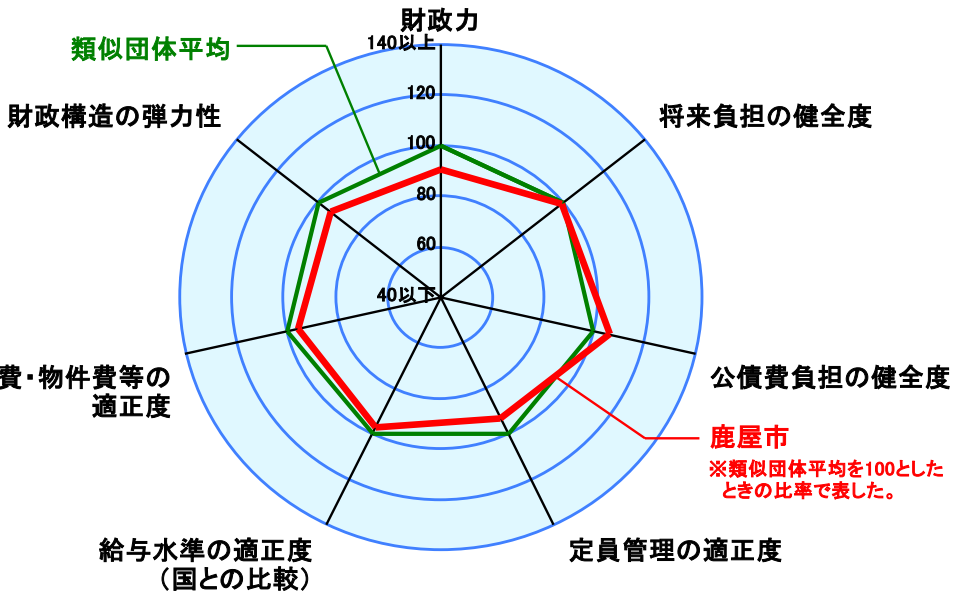 財政力
140以上
類似団体平均
120
財政構造の弾力性
将来負担の健全度
100
80
60
40以下
費・物件費等の
適正度
公債費負担の健全度
鹿屋市
※類似団体平均を100とした
ときの比率で表した。
給与水準の適正度
（国との比較）
定員管理の適正度